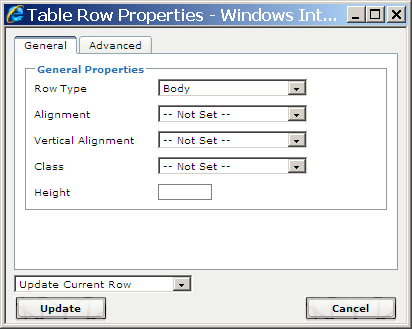 Table Row Properties - Windows Int...
General Advanced
General Properties
Row Type Body
Alignment -- Not Set --
Vertical Alignment -- Not Set --
Class -- Not Set --
Height
Update Current Row
Update Cancel